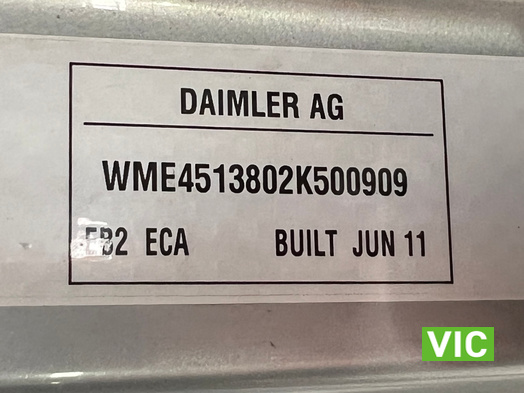 DAIMLER AG
WME4513802K500909
EB2 ECA BUILT JUN 11
VIC